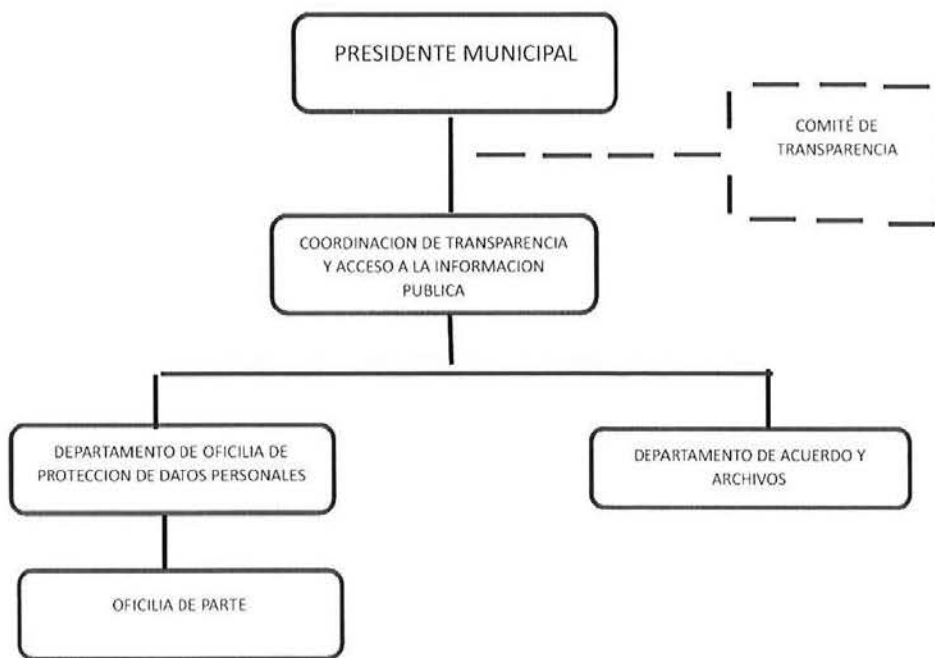 PRESIDENTE MUNICIPAL
COMITÉ DE
TRANSPARENCIA
COORDINACION DE TRANSPARENCIA
Y ACCESO A LA INFORMACION
PUBLICA
DEPARTAMENTO DE OFICILIA DE
PROTECCION DE DATOS PERSONALES
DEPARTAMENTO DE ACUERDO Y
ARCHIVOS
OFICILIA DE PARTE